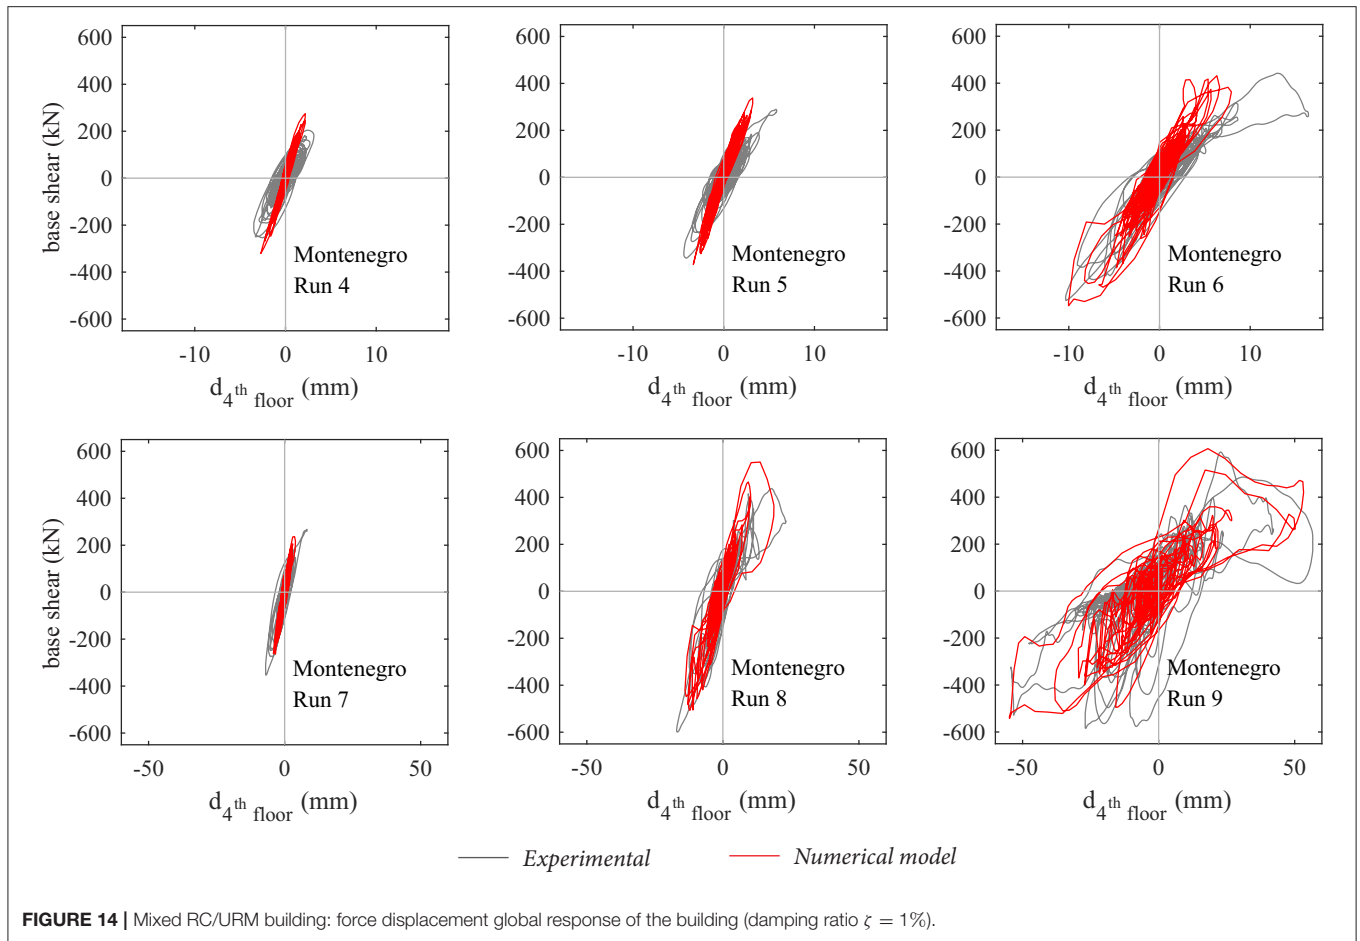 600
400
200
0
-200
-400
-600
base shear (kN)
-10 0 10
d4th floor (mm)
Montenegro
Run 4
600
400
200
0
-200
-400
-600
-10 0 10
d4th floor (mm)
Montenegro
Run 5
600
400
200
0
-200
-400
-600
-10 0 10
d4th floor (mm)
Montenegro
Run 6
600
400
200
0
-200
-400
-600
base shear (kN)
-50 0 50
d4th floor (mm)
Montenegro
Run 7
600
400
200
0
-200
-400
-600
-50 0 50
d4th floor (mm)
Montenegro
Run 8
600
400
200
0
-200
-400
-600
-50 0 50
d4th floor (mm)
Montenegro
Run 9
Experimental Numerical model
FIGURE 14 | Mixed RC/URM building: force displacement global response of the building (damping ratio ζ = 1%).